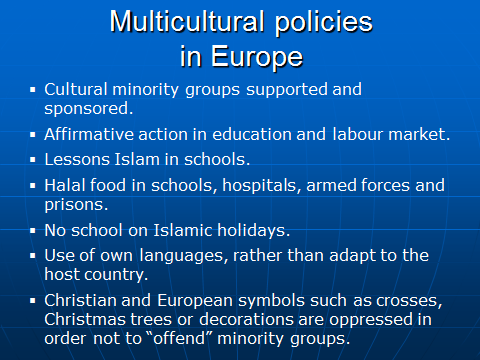 Multicultural policies
in Europe
▪ Cultural minority groups supported and
sponsored.
▪ Affirmative action in education and labour market.
▪ Lessons Islam in schools.
▪ Halal food in schools, hospitals, armed forces and
prisons.
▪ No school on Islamic holidays.
▪ Use of own languages, rather than adapt to the
host country.
▪ Christian and European symbols such as crosses,
Christmas trees or decorations are oppressed in
order not to “offend” minority groups.